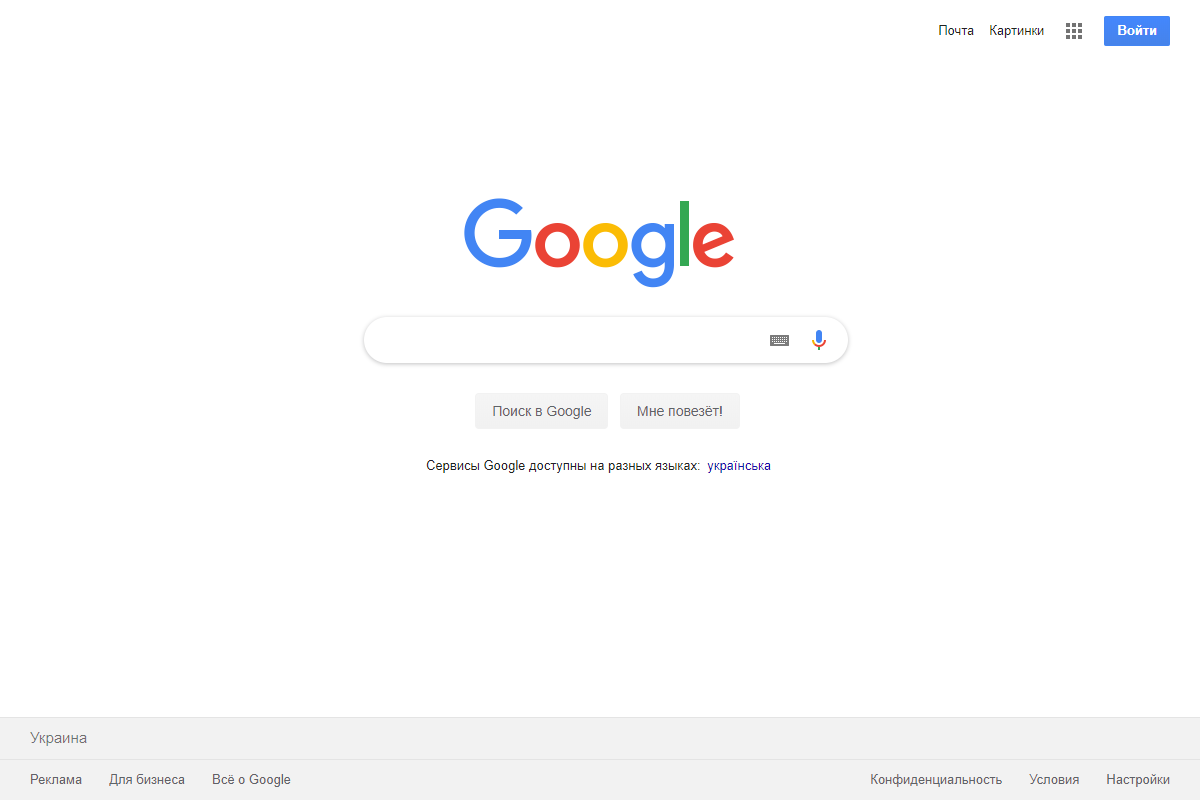 Почта Картинки Войти
Google
Поиск в Google Мне повезёт!
Сервисы Google доступны на разных языках: українська
Украина
Реклама Для бизнеса Всё о Google Конфиденциальность Условия Настройки